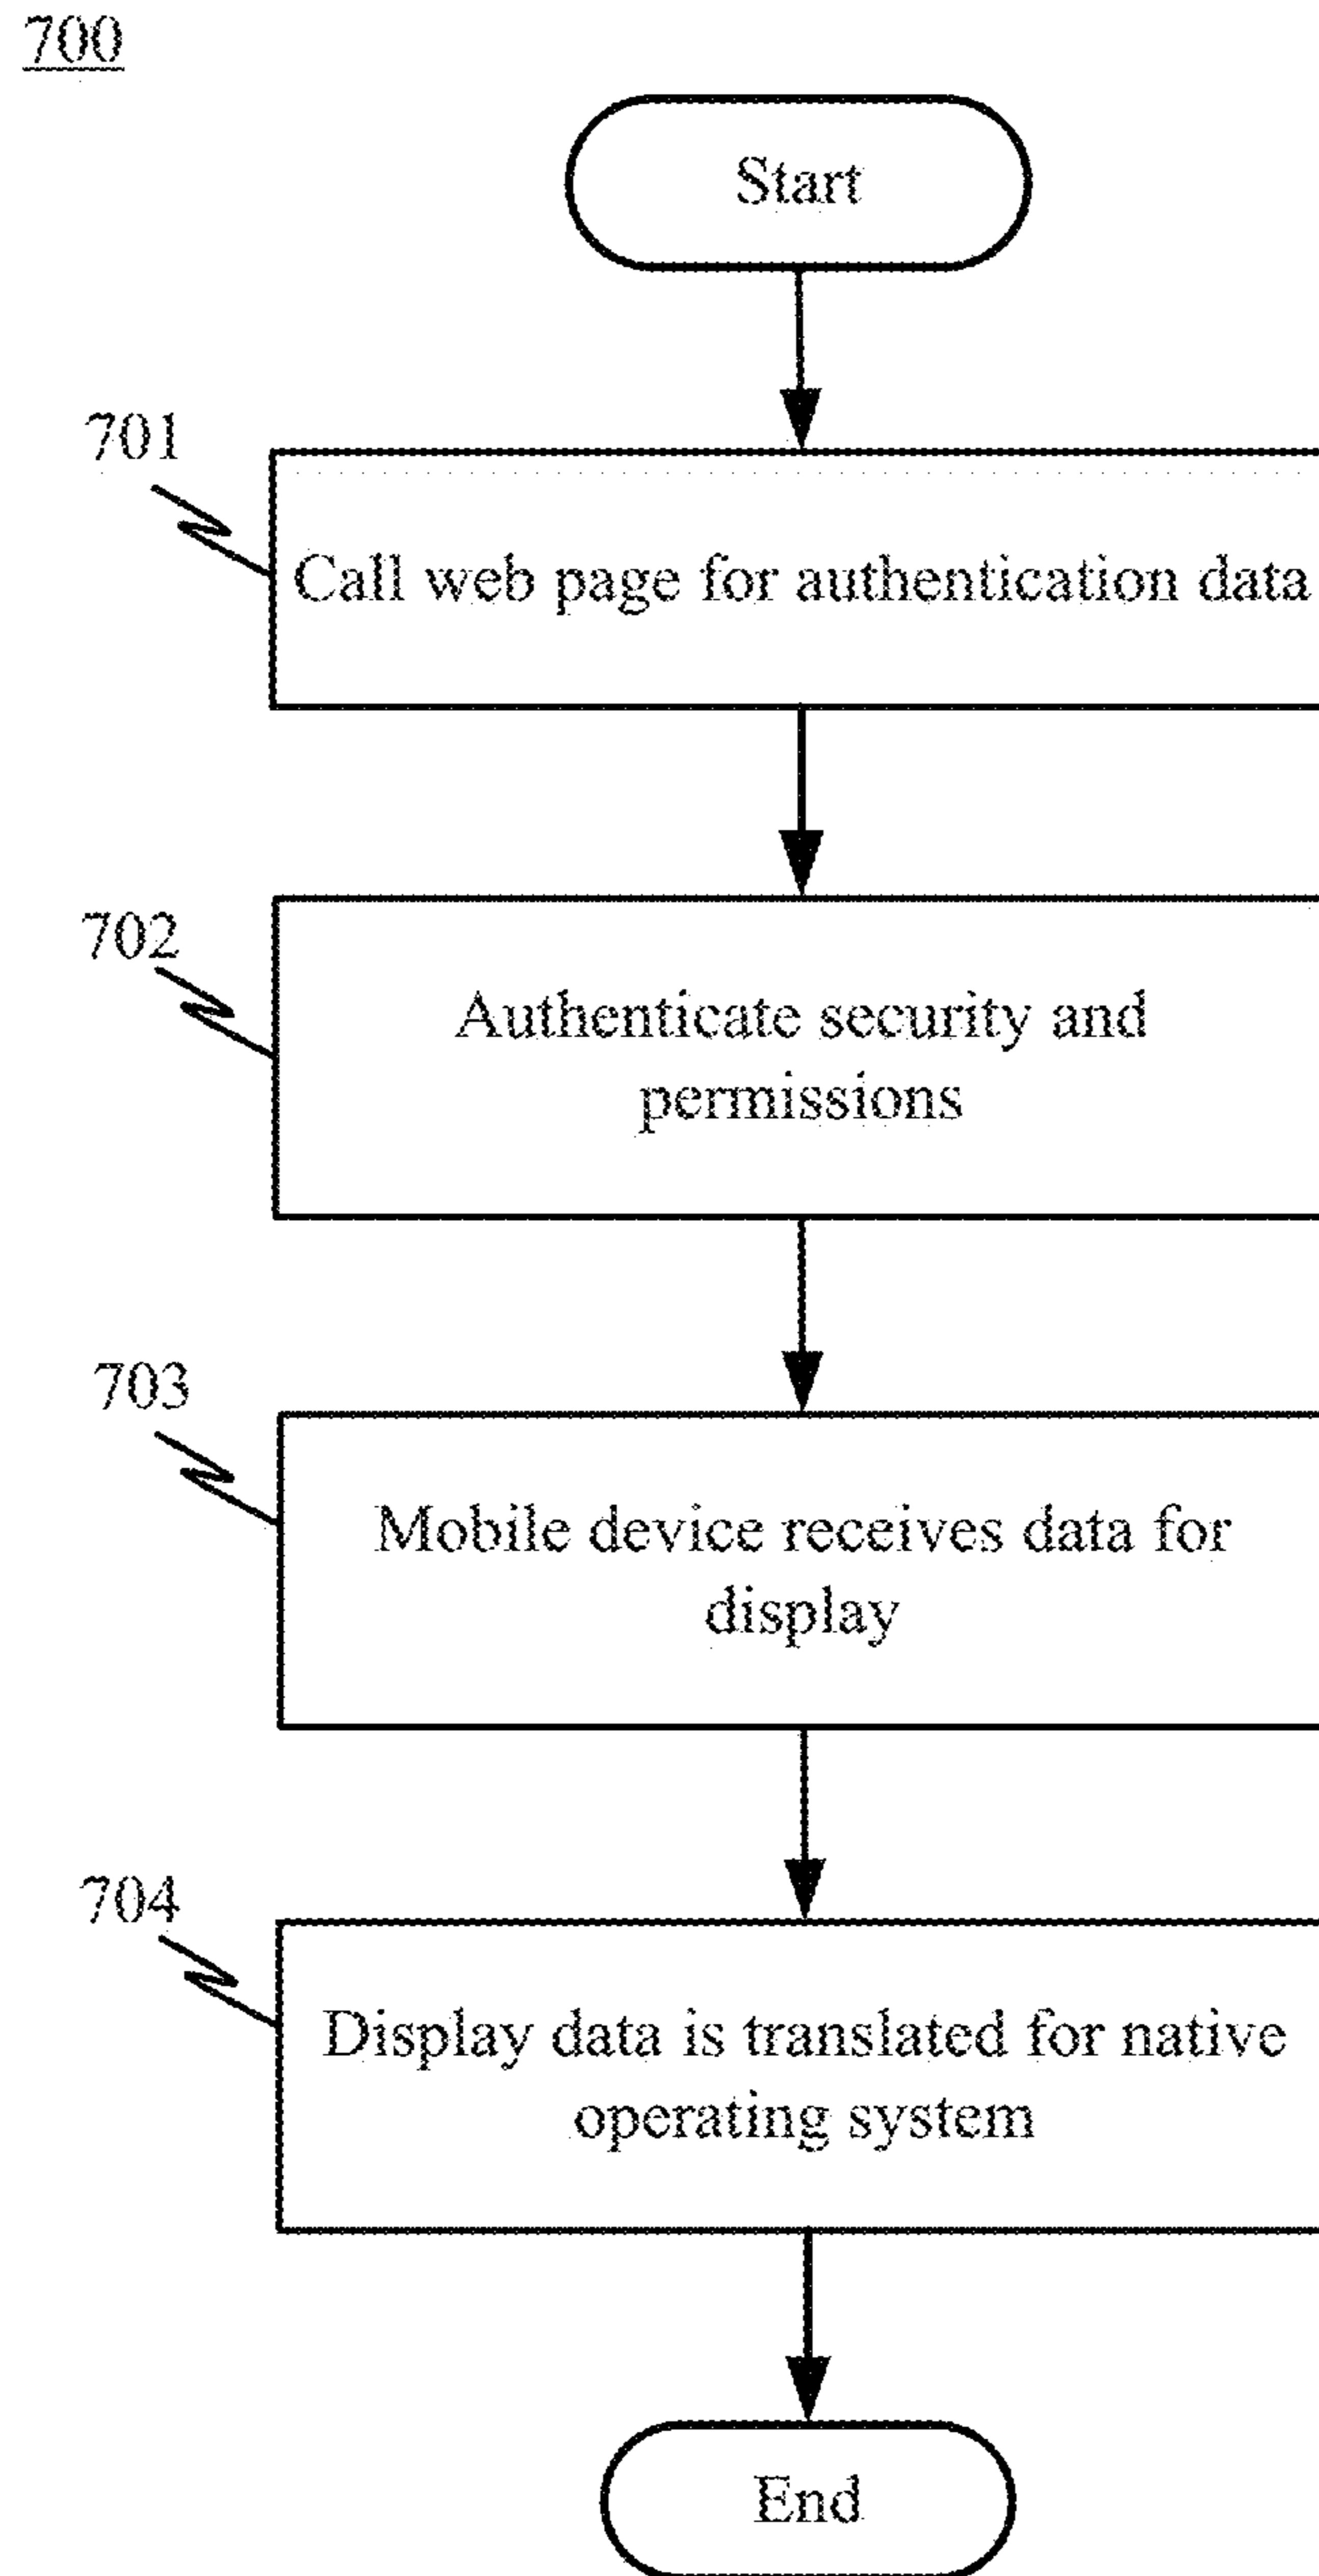 700
Start
701
Call web page for authentication data
702
Authenticate security and
permissions
703
Mobile device receives data for
display
704
Display data is translated for native
operating system
End